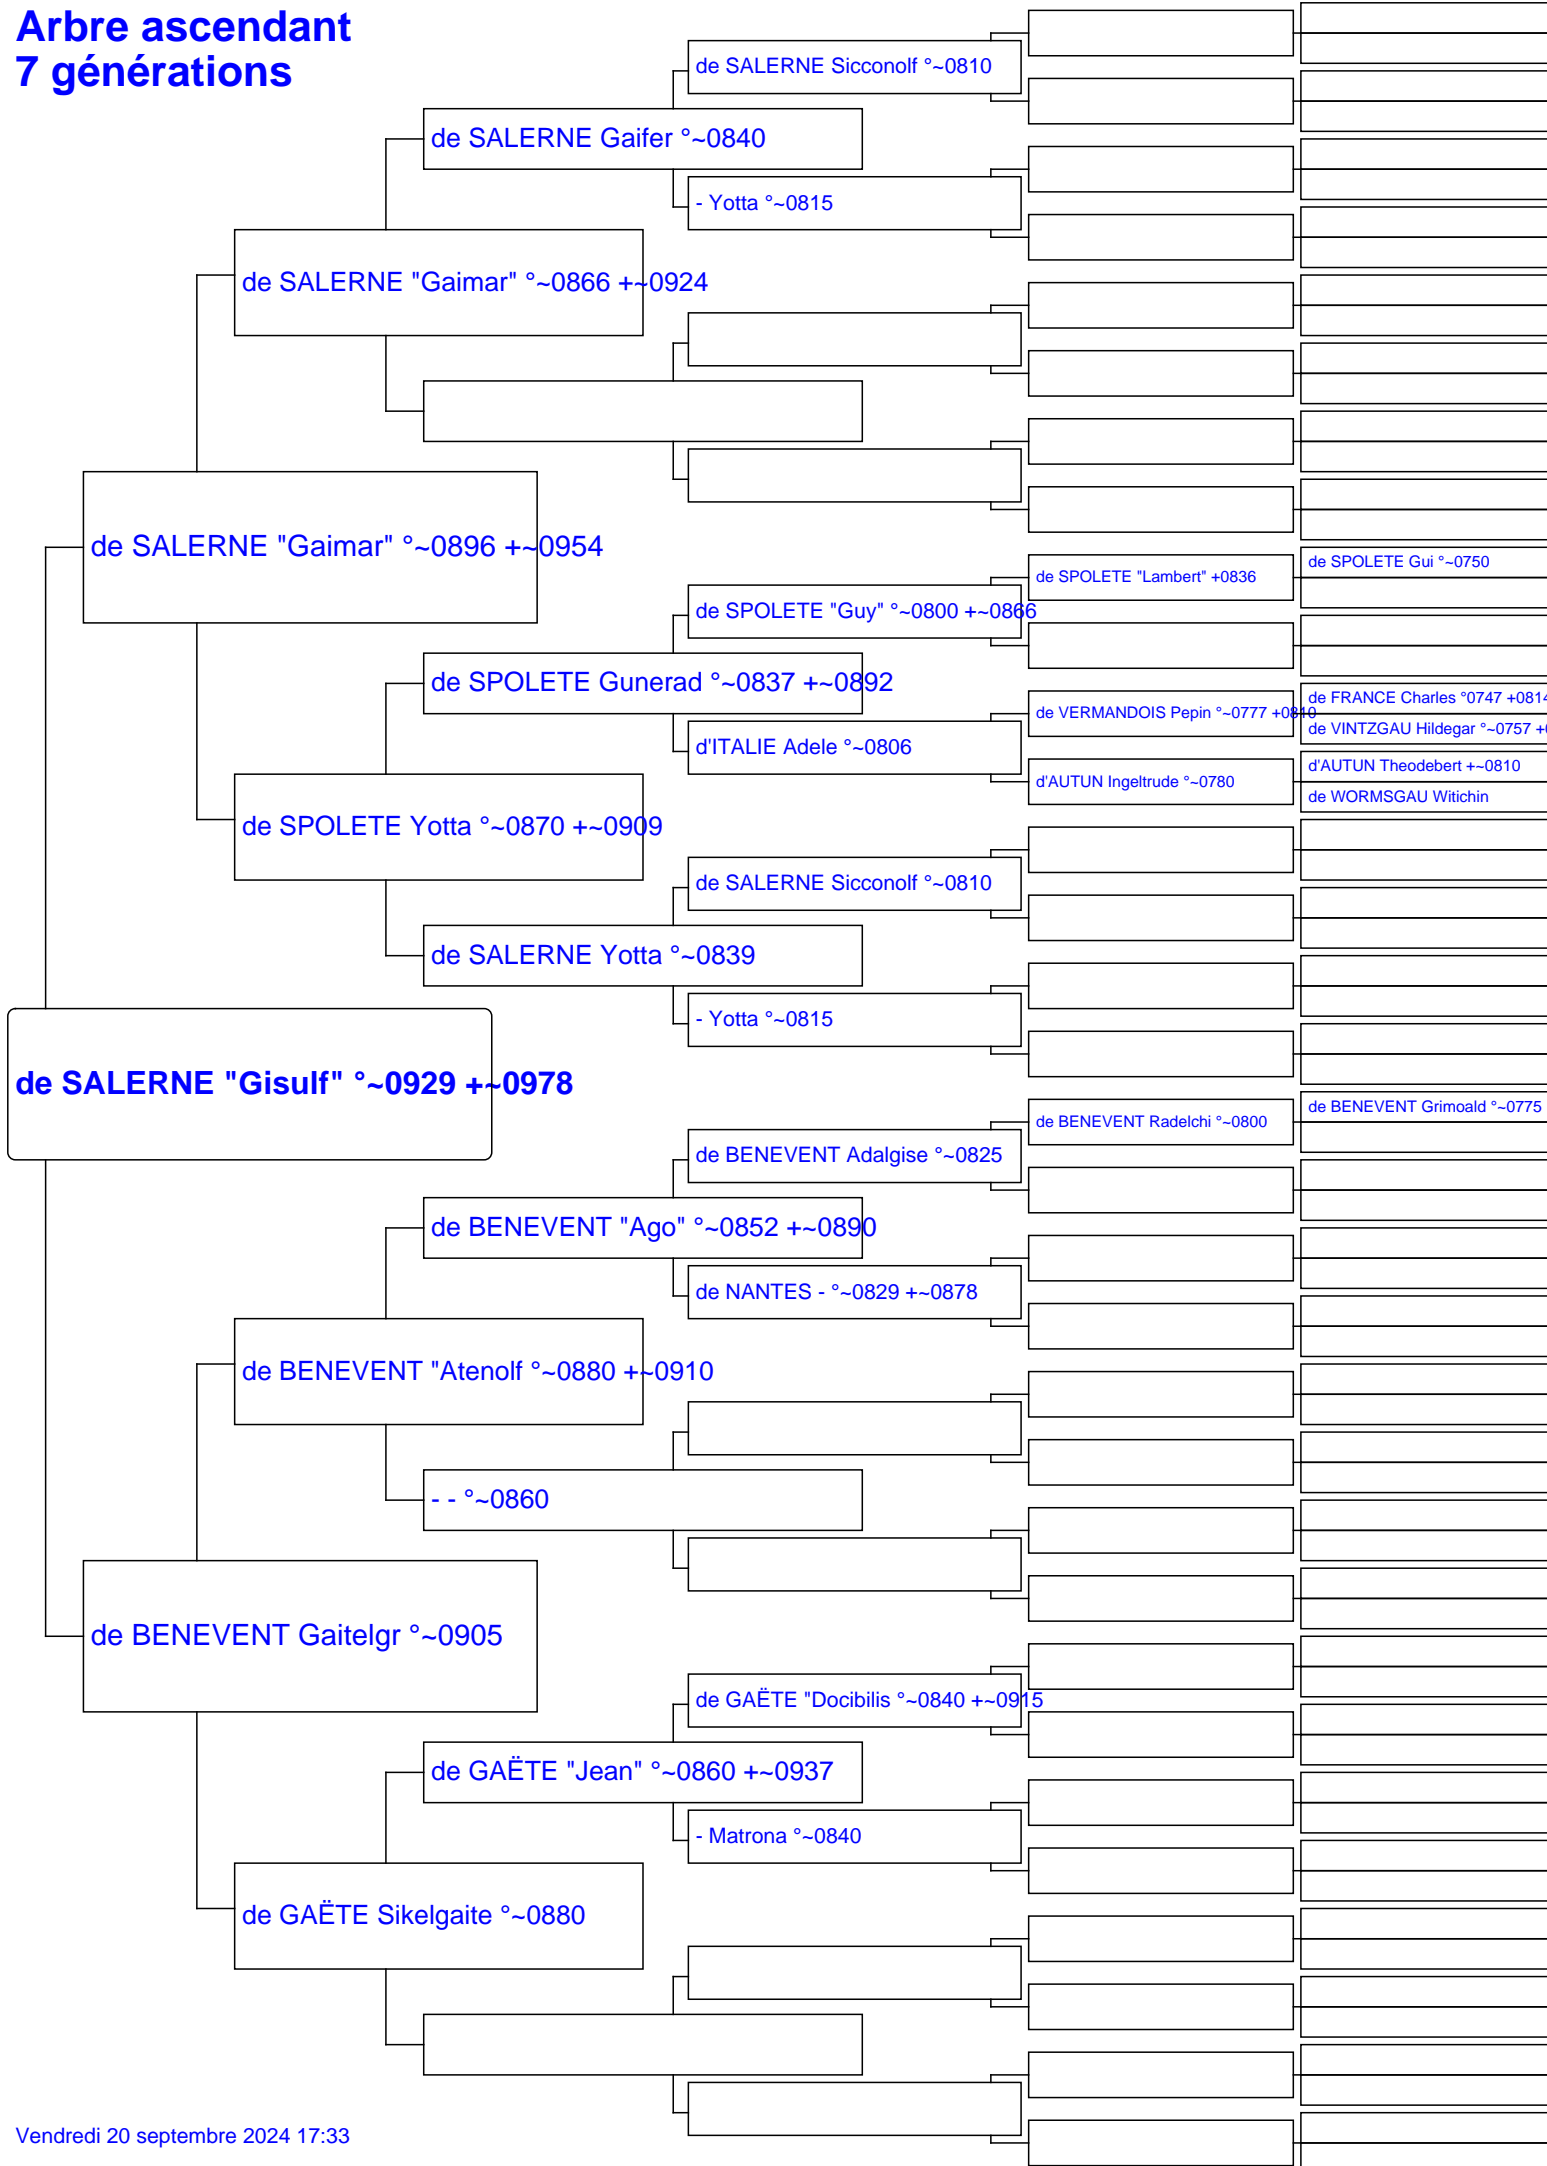 Arbre ascendant
7 générations
de SALERNE Sicconolf °~0810
de SALERNE Gaifer °~0840
- Yotta °~0815
de SALERNE "Gaimar" °~0866 +~0924
de SALERNE "Gaimar" °~0896 +~0954
de SPOLETE Gui °~0750
de SPOLETE "Lambert" +0836
de SPOLETE "Guy" °~0800 +~0866
de SPOLETE Gunerad °~0837 +~0892
de FRANCE Charles °0747 +0814
de VERMANDOIS Pepin °~0777 +0810
de VINTZGAU Hildegar °~0757 +0
d'ITALIE Adele °~0806
d'AUTUN Theodebert +~0810
d'AUTUN Ingeltrude °~0780
de WORMSGAU Witichin
de SPOLETE Yotta °~0870 +~0909
de SALERNE Sicconolf °~0810
de SALERNE Yotta °~0839
- Yotta °~0815
de SALERNE "Gisulf" °~0929 +~0978
de BENEVENT Grimoald °~0775
de BENEVENT Radelchi °~0800
de BENEVENT Adalgise °~0825
de BENEVENT "Ago" °~0852 +~0890
de NANTES - °~0829 +~0878
de BENEVENT "Atenolf °~0880 +~0910
- - °~0860
de BENEVENT Gaitelgr °~0905
de GAËTE "Docibilis °~0840 +~0915
de GAËTE "Jean" °~0860 +~0937
- Matrona °~0840
de GAËTE Sikelgaite °~0880
Vendredi 20 septembre 2024 17:33